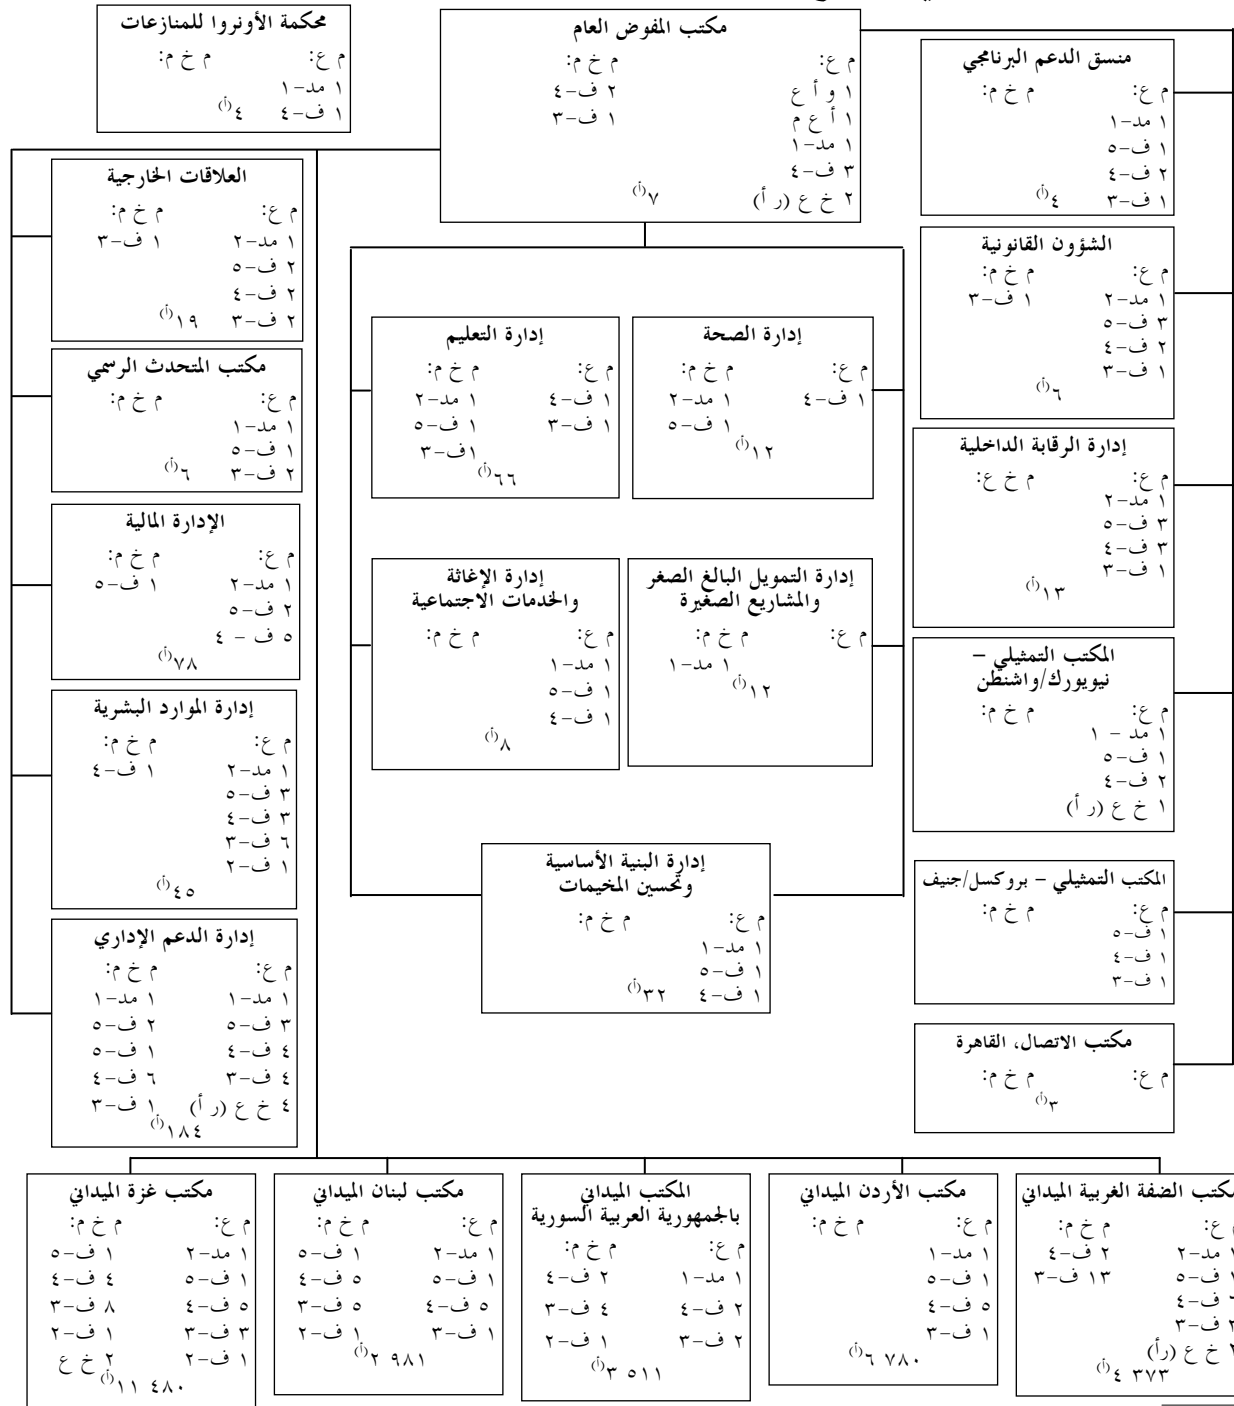 محكمة الأونروا للمنازعات
م ع: م خ م:
١ مد-١
١ ف-٤ ٤(أ)
مكتب المفوض العام
م ع: م خ م:
١ و أ ع ٢ ف-٤
١ أ ع م ١ ف-٣
١ مد-١
٣ ف-٤
٢ خ ع (ر أ) ٧(أ)
منسق الدعم البرنامجي
م ع: م خ م:
١ مد-١
١ ف-٥
٢ ف-٤
١ ف-٣ ٤(أ)
العلاقات الخارجية
م ع: م خ م:
١ مد-٢ ١ ف-٣
٢ ف-٥
٢ ف-٤
٢ ف-٣ ١٩(أ)
الشؤون القانونية
م ع: م خ م:
١ مد-٢ ١ ف-٣
٣ ف-٥
٢ ف-٤
١ ف-٣
٦(أ)
إدارة الصحة
م ع: م خ م:
١ ف-٤ ١ مد-٢
١ ف-٥
١٢(أ)
إدارة التعليم
م ع: م خ م:
١ ف-٤ ١ مد-٢
١ ف-٣ ١ ف-٥
١ف-٣
٦٦(أ)
مكتب المتحدث الرسمي
م ع: م خ م:
١ مد-١
١ ف-٥
٢ ف-٣ ٦(أ)
إدارة الرقابة الداخلية
م ع: م خ ع:
١ مد-٢
٣ ف-٥
٣ ف-٤
١ ف-٣
١٣(أ)
الإدارة المالية
م ع: م خ م:
١ مد-٢ ١ ف-٥
٢ ف-٥
٥ ف - ٤
٧٨(أ)
إدارة التمويل البالغ الصغر
والمشاريع الصغيرة
م ع: م خ م:
١ مد-١
١٢(أ)
إدارة الإغاثة
والخدمات الاجتماعية
م ع: م خ م:
١ مد-١
١ ف-٥
١ ف-٤
٨(أ)
المكتب التمثيلي –
نيويورك/واشنطن
م ع: م خ م:
١ مد - ١
١ ف-٥
٢ ف-٤
١ خ ع (ر أ)
إدارة الموارد البشرية
م ع: م خ م:
١ مد-٢ ١ ف-٤
٣ ف-٥
٣ ف-٤
٦ ف-٣
١ ف-٢
٤٥(أ)
إدارة البنية الأساسية
وتحسين المخيمات
م ع: م خ م:
١ مد-١
١ ف-٥
١ ف-٤ ٣٢(أ)
المكتب التمثيلي – بروكسل/جنيف
م ع: م خ م:
١ ف-٥
١ ف-٤
١ ف-٣
إدارة الدعم الإداري
م ع: م خ م:
١ مد-١ ١ مد-١
٣ ف-٥ ٢ ف-٥
٤ ف-٤ ١ ف-٥
٤ ف-٣ ٦ ف-٤
٤ خ ع (ر أ) ١ ف-٣
١٨٤(أ)
مكتب الاتصال، القاهرة
م ع: م خ م:
٣(أ)
مكتب الضفة الغربية الميداني
م ع: م خ م:
١ مد-٢ ٢ ف-٤
ف-٥ ١٣ ف-٣
ف-٤
٢ ف-٣
٢ خ ع (رأ)
٤ ٣٧٣(أ)
مكتب الأردن الميداني
م ع: م خ م:
١ مد-١
١ ف-٥
٥ ف-٤
١ ف-٣
٦ ٧٨٠(أ)
المكتب الميداني
بالجمهورية العربية السورية
م ع: م خ م:
١ مد-١ ٢ ف-٤
٢ ف-٤ ٤ ف-٣
٢ ف-٣ ١ ف-٢
٣ ٥١١(أ)
مكتب لبنان الميداني
م ع: م خ م:
١ مد-٢ ١ ف-٥
١ ف-٥ ٥ ف-٤
٥ ف-٤ ٥ ف-٣
١ ف-٣ ١ ف-٢
٢ ٩٨١(أ)
مكتب غزة الميداني
م ع: م خ م:
١ مد-٢ ١ ف-٥
١ ف-٥ ٤ ف-٤
٥ ف-٤ ٨ ف-٣
٣ ف-٣ ١ ف-٢
١ ف-٢ ٢ خ ع
١١ ٤٨٠(أ)